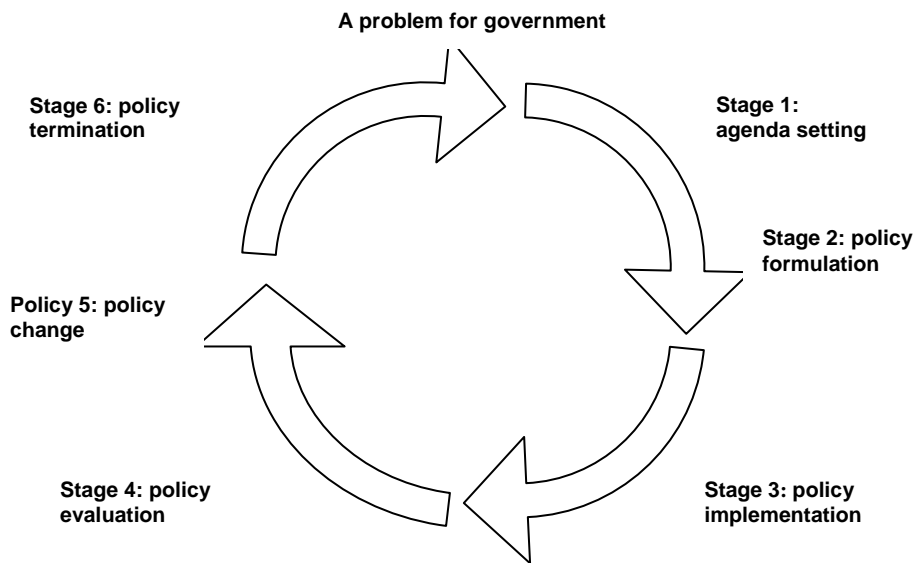 A problem for government
Stage 1:
agenda setting
Stage 2: policy
formulation
Stage 3: policy
implementation
Stage 4: policy
evaluation
Policy 5: policy
change
Stage 6: policy
termination